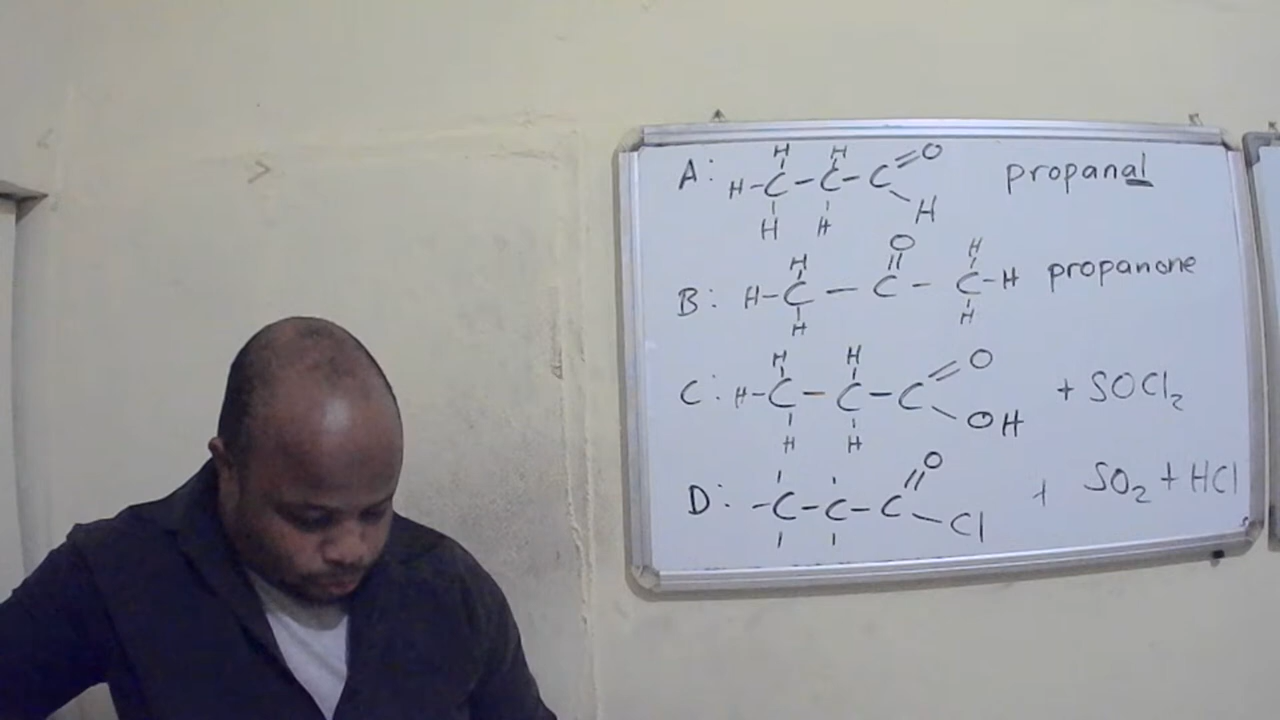 H H O
A: H-C-C-C propanal
H H H
H O H
B: H-C-C-C-H propanone
H H
H H O
C: H-C-C-C + SOCl₂
H H OH
O
D: -C-C-C + SO₂ + HCl
Cl